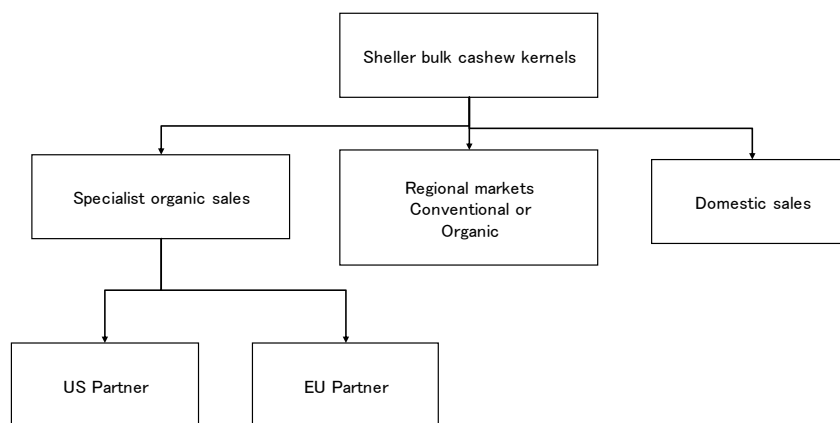 Sheller bulk cashew kernels
Specialist organic sales
Regional markets
Conventional or
Organic
Domestic sales
US Partner
EU Partner